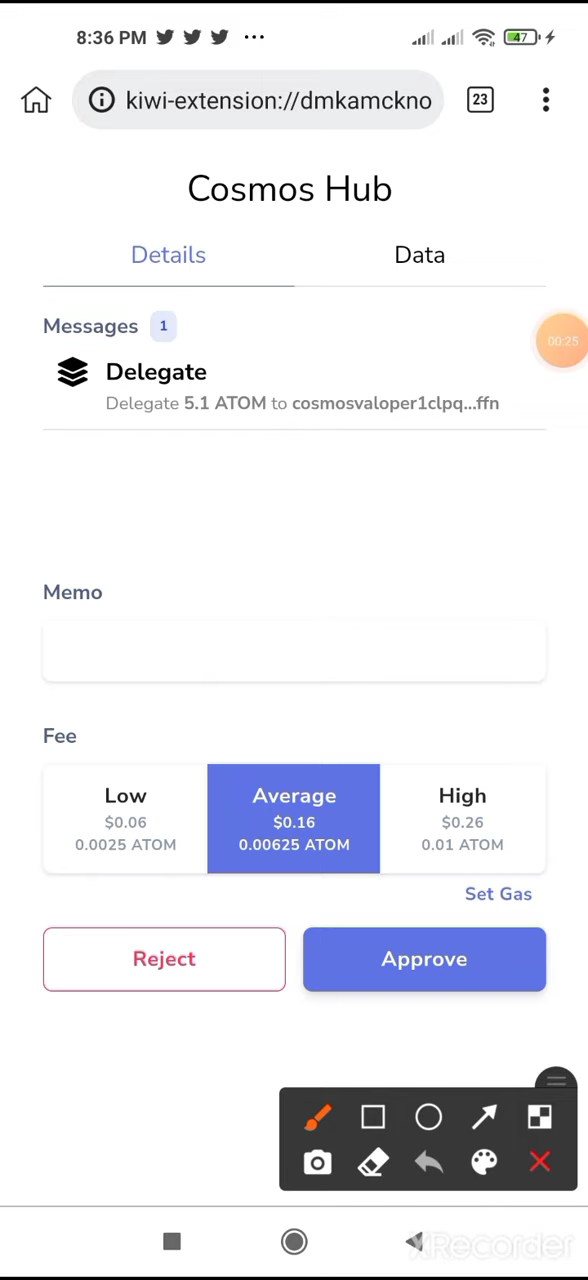 8:36 PM
47
kiwi-extension://dmkamckno
23
Cosmos Hub
Details
Data
Messages 1
00:25
Delegate
Delegate 5.1 ATOM to cosmosvaloper1clpq...ffn
Memo
Fee
Low
Average
High
$0.06
$0.16
$0.26
0.0025 ATOM
0.00625 ATOM
0.01 ATOM
Set Gas
Reject
Approve
XRecorder